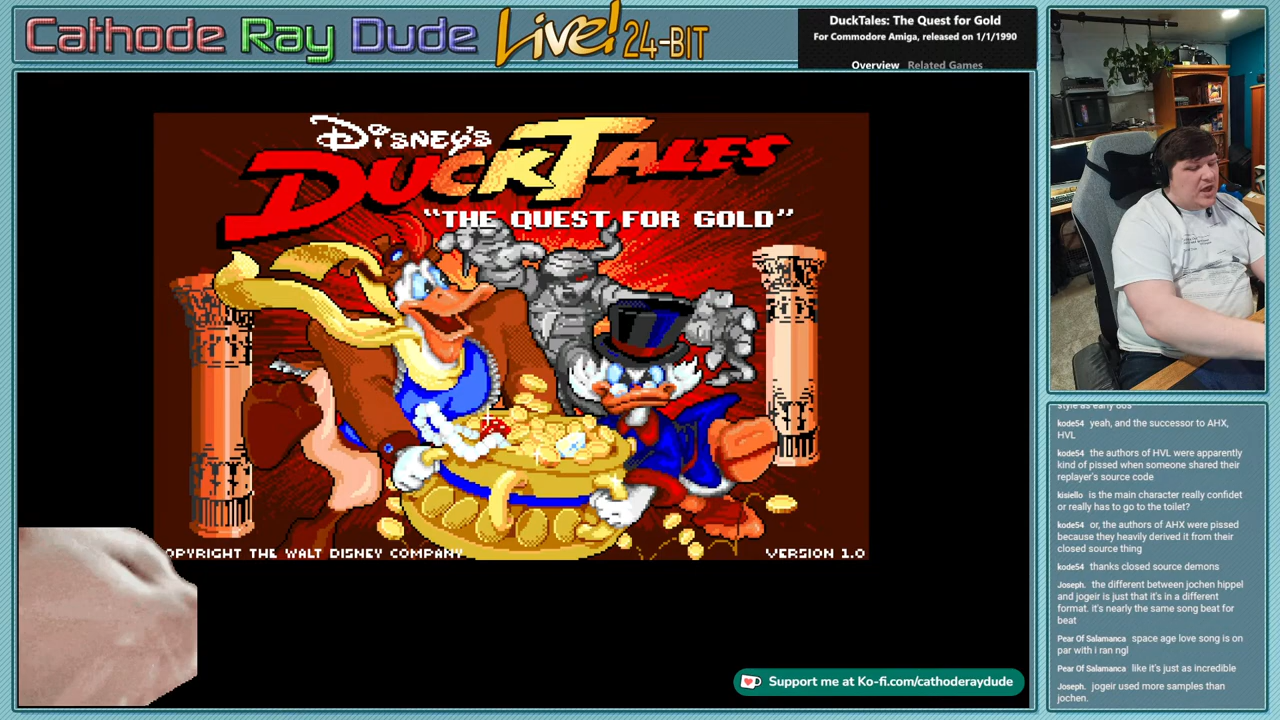 Cathode Ray Dude Live! 24-BIT
DuckTales: The Quest for Gold
For Commodore Amiga, released on 1/1/1990
Overview Related Games
DISNEY'S
DUCKTALES
"THE QUEST FOR GOLD"
OPYRIGHT THE WALT DISNEY COMPANY
VERSION 1.0
Support me at Ko-fi.com/cathoderaydude
style as early 80s
kode54 yeah, and the successor to AHX,
HVL
kode54 the authors of HVL were apparently
kind of pissed when someone shared their
replayer's source code
kisiello is the main character really confidet
or really has to go to the toilet?
kode54 or, the authors of AHX were pissed
because they heavily derived it from their
closed source thing
kode54 thanks closed source demons
Joseph. the different between jochen hippel
and jogeir is just that it's in a different
format. it's nearly the same song beat for
beat
Pear Of Salamanca space age love song is on
par with i ran ngl
Pear Of Salamanca like it's just as incredible
Joseph. jogeir used more samples than
jochen.